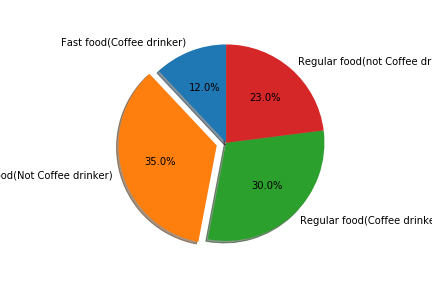 Fast food(Coffee drinker)
Regular food(not Coffee dr
12.0%
23.0%
35.0%
ood(Not Coffee drinker)
30.0%
Regular food(Coffee drinke